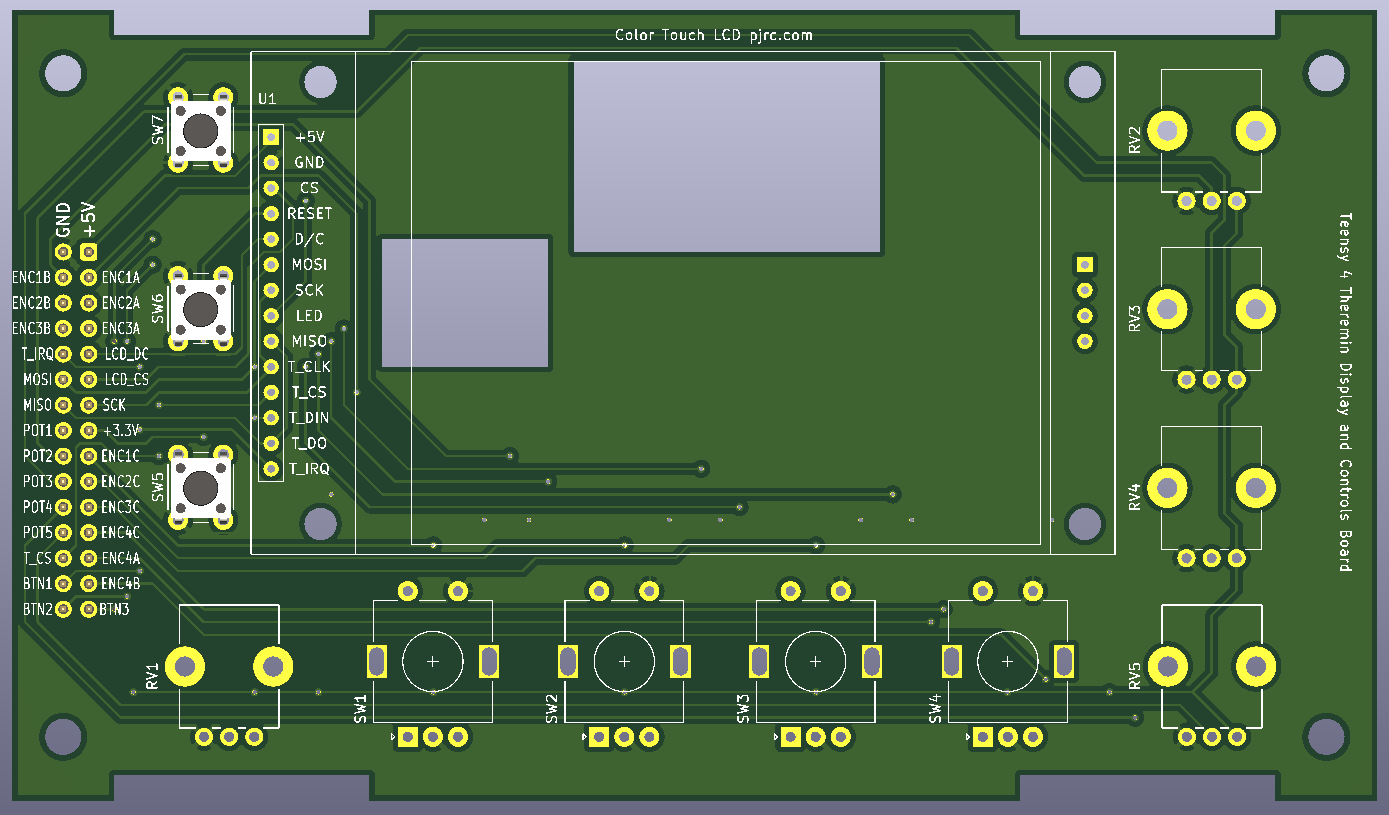 Color Touch LCD pjrc.com
U1
SW7
+5V
GND
CS
RESET
D/C
MOSI
SCK
LED
MISO
T_CLK
T_CS
T_DIN
T_DO
T_IRQ
GND +5V
ENC1B ENC1A
ENC2B ENC2A
ENC3B ENC3A
T_IRQ LCD_DC
MOSI LCD_CS
MISO SCK
POT1 +3.3V
POT2 ENC1C
POT3 ENC2C
POT4 ENC3C
POT5 ENC4C
T_CS ENC4A
BTN1 ENC4B
BTN2 BTN3
SW6
SW5
RV2
RV3
RV4
RV5
Teensy 4 Theremin Display and Controls Board
RV1
SW1
SW2
SW3
SW4